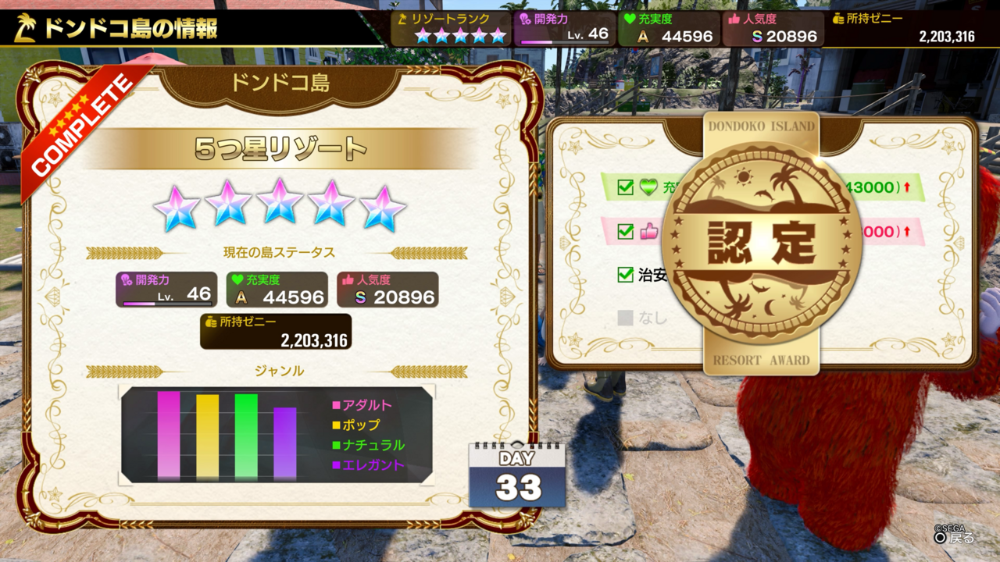 ドンドコ島の情報
リゾートランク
開発力
Lv. 46
充実度
A 44596
人気度
S 20896
所持ゼニー
2,203,316
COMPLETE
ドンドコ島
5つ星リゾート
現在の島ステータス
開発力
Lv. 46
充実度
A 44596
人気度
S 20896
所持ゼニー
2,203,316
ジャンル
アダルト
ポップ
ナチュラル
エレガント
DAY
33
DONDOKO ISLAND
充
43000)↑
認定
000)↑
治安
なし
RESORT AWARD
©SEGA
戻る